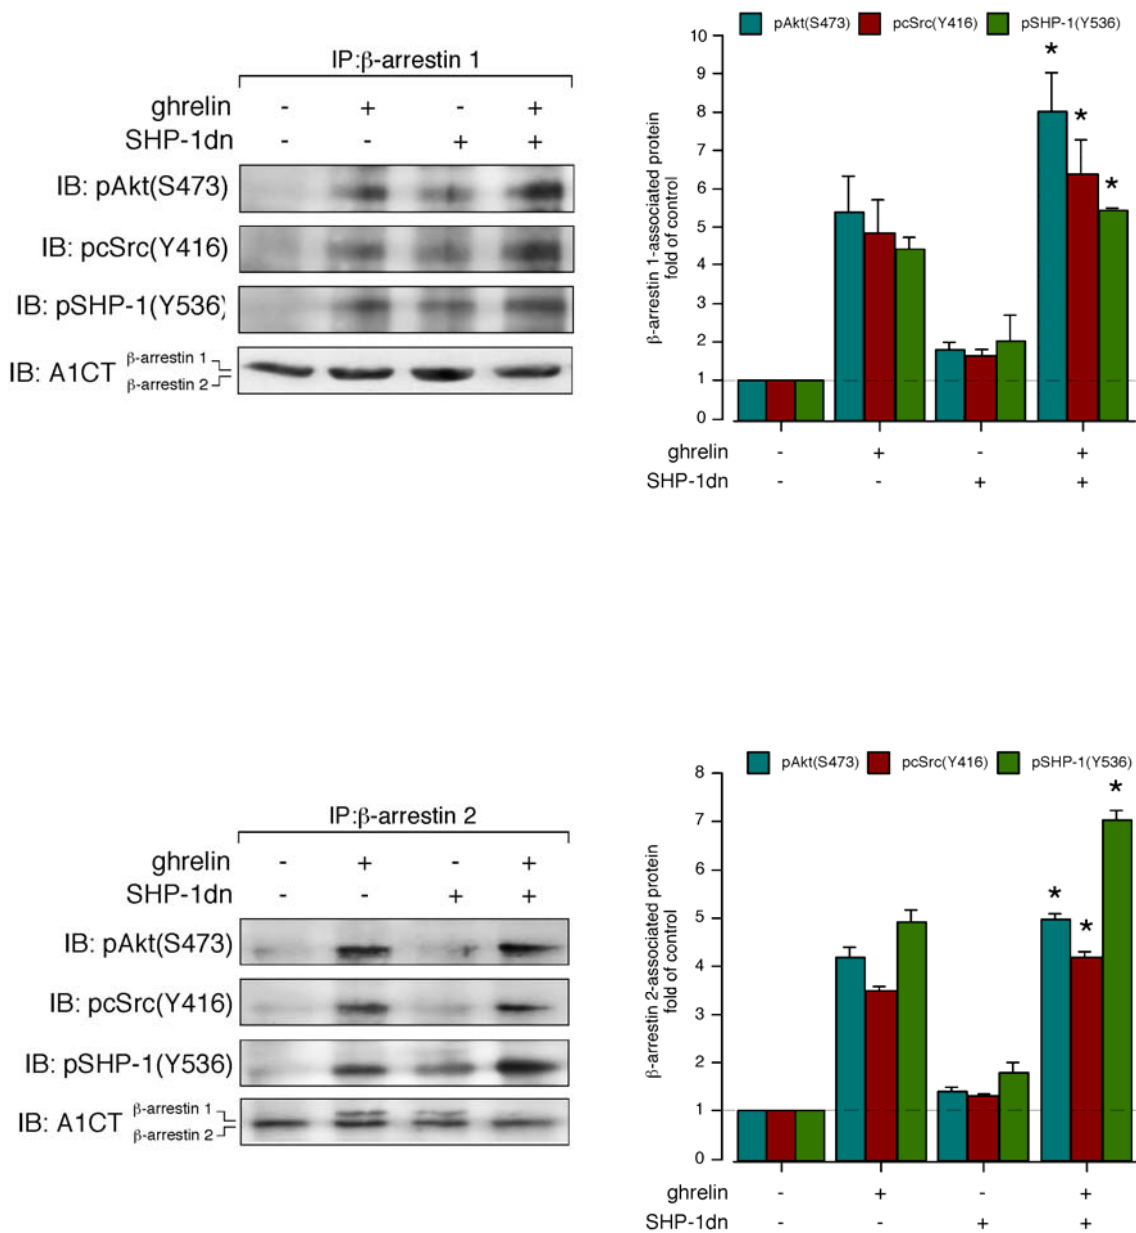 IP:β-arrestin 1
ghrelin - + - +
SHP-1dn - - + +
IB: pAkt(S473)
IB: pcSrc(Y416)
IB: pSHP-1(Y536)
IB: A1CT β-arrestin 1
β-arrestin 2
pAkt(S473) pcSrc(Y416) pSHP-1(Y536)
β-arrestin 1-associated protein
fold of control
10
9
8
7
6
5
4
3
2
1
0
* * *
ghrelin - + - +
SHP-1dn - - + +
IP:β-arrestin 2
ghrelin - + - +
SHP-1dn - - + +
IB: pAkt(S473)
IB: pcSrc(Y416)
IB: pSHP-1(Y536)
IB: A1CT β-arrestin 1
β-arrestin 2
pAkt(S473) pcSrc(Y416) pSHP-1(Y536)
β-arrestin 2-associated protein
fold of control
8
7
6
5
4
3
2
1
0
* * *
ghrelin - + - +
SHP-1dn - - + +